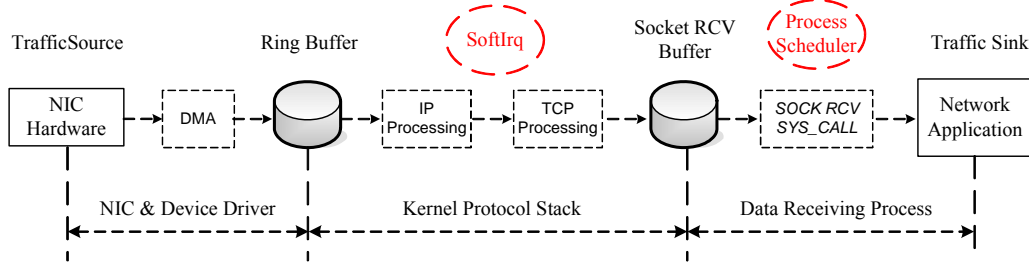 TrafficSource
Ring Buffer
SoftIrq
Socket RCV
Buffer
Process
Scheduler
Traffic Sink
NIC
Hardware
DMA
IP
Processing
TCP
Processing
SOCK RCV
SYS_CALL
Network
Application
NIC & Device Driver
Kernel Protocol Stack
Data Receiving Process